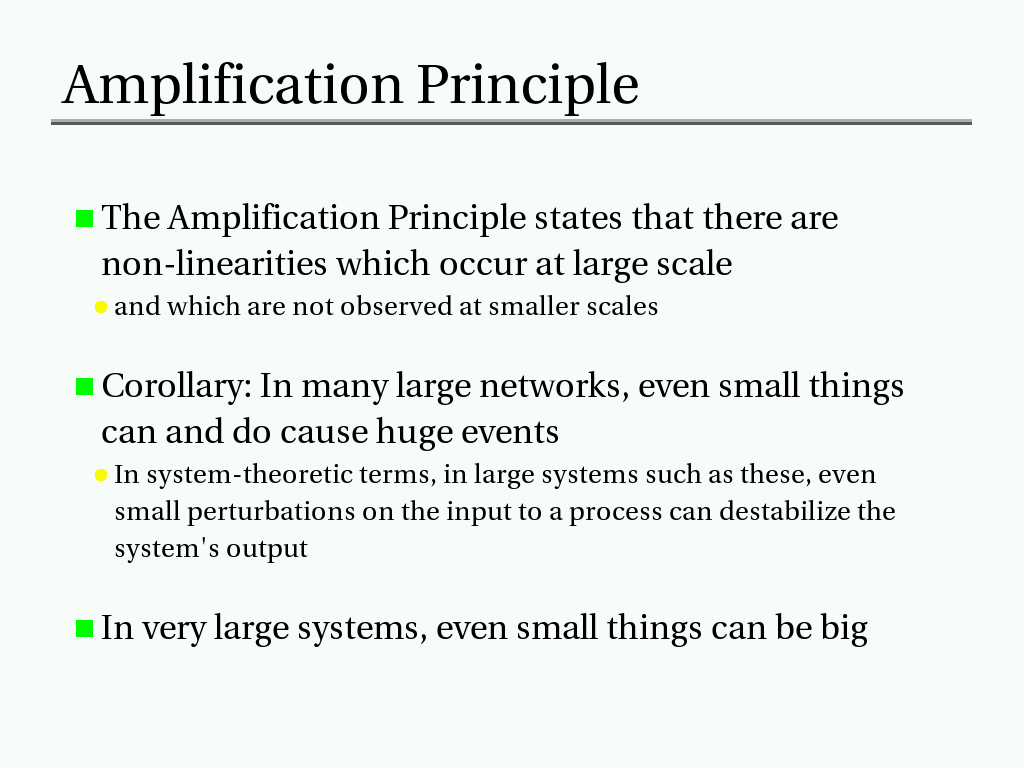 Amplification Principle
The Amplification Principle states that there are
non-linearities which occur at large scale
and which are not observed at smaller scales
Corollary: In many large networks, even small things
can and do cause huge events
In system-theoretic terms, in large systems such as these, even
small perturbations on the input to a process can destabilize the
system's output
In very large systems, even small things can be big